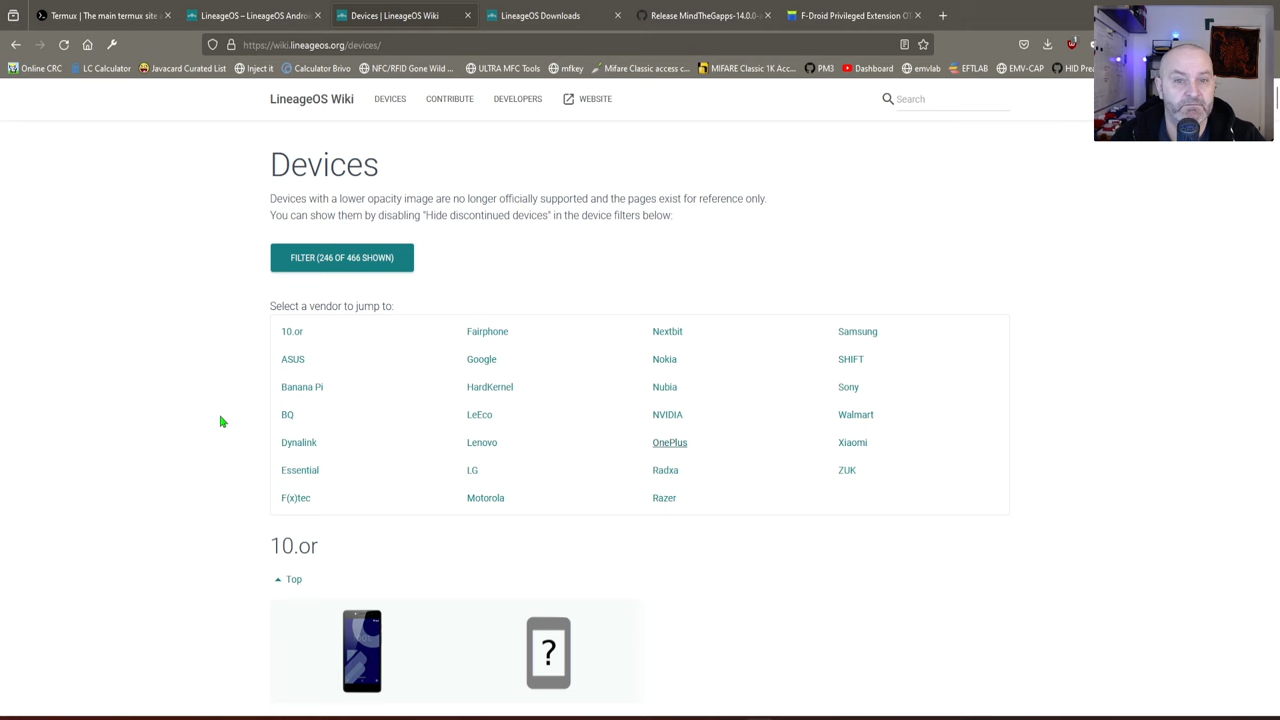 Termux | The main termux site a
LineageOS – LineageOS Androi
Devices | LineageOS Wiki
LineageOS Downloads
Release MindTheGapps-14.0.0-
F-Droid Privileged Extension OT
https://wiki.lineageos.org/devices/
Online CRC
LC Calculator
Javacard Curated List
Inject it
Calculator Brivo
NFC/RFID Gone Wild ...
ULTRA MFC Tools
mfkey
Mifare Classic access c...
MIFARE Classic 1K Acc...
PM3
Dashboard
emvlab
EFTLAB
EMV-CAP
HID Pre
LineageOS Wiki
DEVICES
CONTRIBUTE
DEVELOPERS
WEBSITE
Search
Devices
Devices with a lower opacity image are no longer officially supported and the pages exist for reference only.
You can show them by disabling "Hide discontinued devices" in the device filters below:
FILTER (246 OF 466 SHOWN)
Select a vendor to jump to:
10.or
Fairphone
Nextbit
Samsung
ASUS
Google
Nokia
SHIFT
Banana Pi
HardKernel
Nubia
Sony
BQ
LeEco
NVIDIA
Walmart
Dynalink
Lenovo
OnePlus
Xiaomi
Essential
LG
Radxa
ZUK
F(x)tec
Motorola
Razer
10.or
Top
?